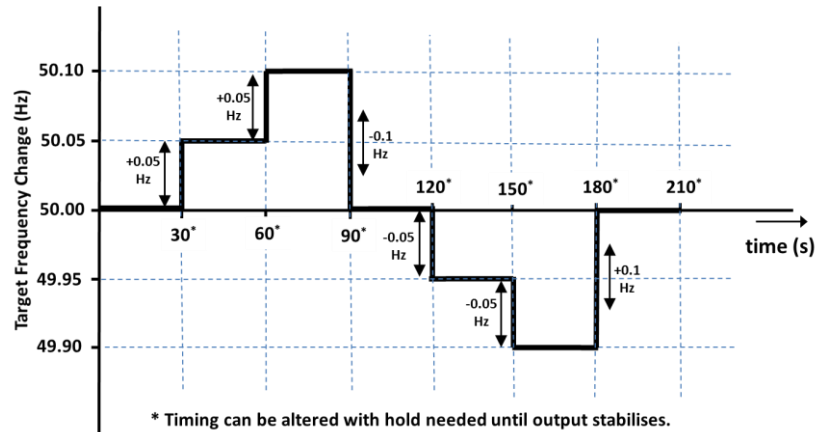 Target Frequency Change (Hz)
50.10
50.05
50.00
49.95
49.90
+0.05
Hz
+0.05
Hz
-0.1
Hz
-0.05
Hz
-0.05
Hz
+0.1
Hz
30*
60*
90*
120*
150*
180*
210*
time (s)
* Timing can be altered with hold needed until output stabilises.